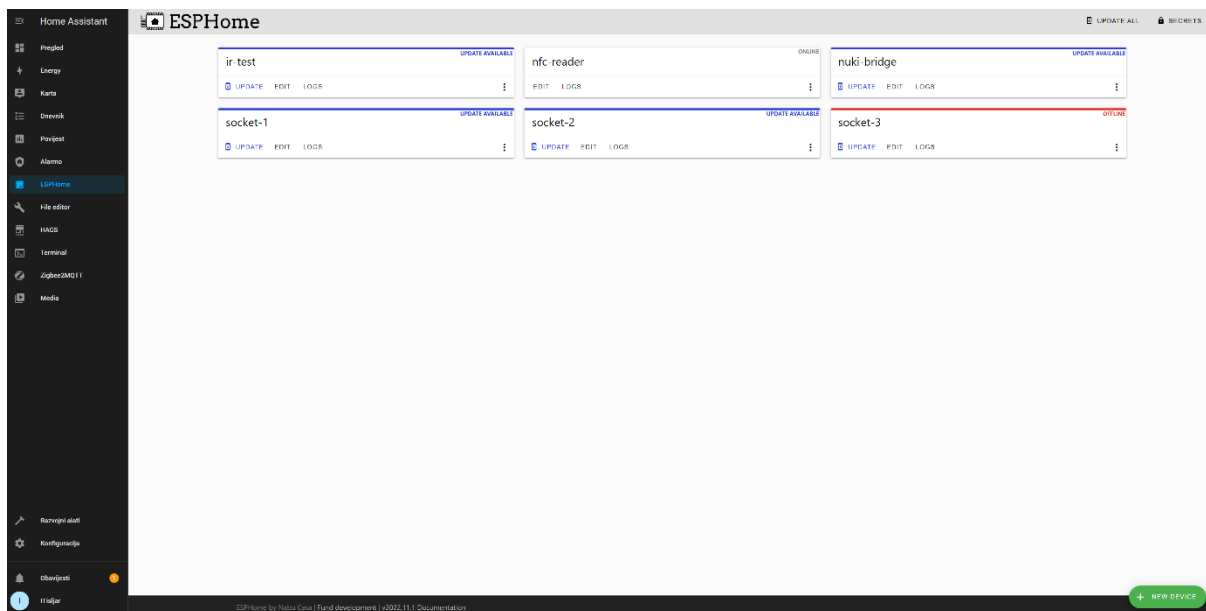 Home Assistant
ESPHome
UPDATE ALL
SECRETS
Pregled
Energy
Karta
Dnevnik
Povijest
Alarmo
ESPHome
File editor
HACS
Terminal
Zigbee2MQTT
Media
Razvojni alati
Konfiguracija
Obavijesti
1
I
ITisljar
ir-test
UPDATE AVAILABLE
UPDATE EDIT LOGS
nfc-reader
ONLINE
EDIT LOGS
nuki-bridge
UPDATE AVAILABLE
UPDATE EDIT LOGS
socket-1
UPDATE AVAILABLE
UPDATE EDIT LOGS
socket-2
UPDATE AVAILABLE
UPDATE EDIT LOGS
socket-3
OFFLINE
UPDATE EDIT LOGS
ESPHome by Nabu Casa | Fund development | v2022.11.1 Documentation
+ NEW DEVICE